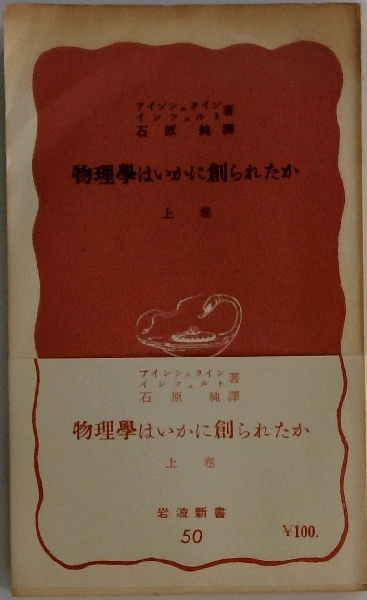 アインシュタイン著
インフェルト
石原純譯
物理學はいかに創られたか
上卷
アインシュタイン著
インフェルト
石原純譯
物理學はいかに創られたか
上卷
岩波新書
50
¥100.